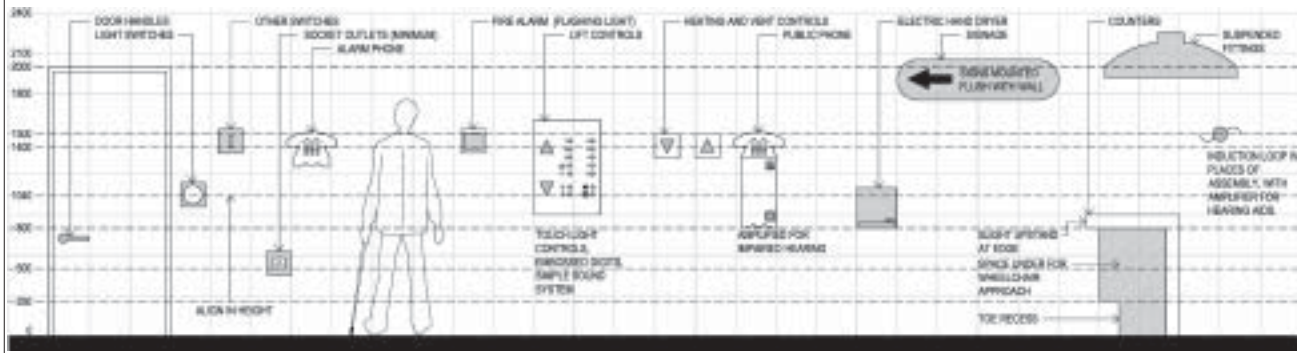 2400
2100
2000
1800
1500
1400
DOOR HANDLES
LIGHT SWITCHES
OTHER SWITCHES
SOCKET OUTLETS (MINIMUM)
ALARM PHONE
FIRE ALARM (FLASHING LIGHT)
LIFT CONTROLS
HEATING AND VENT CONTROLS
PUBLIC PHONE
ELECTRIC HAND DRYER
SIGNAGE
COUNTERS
SUSPENDED
FITTINGS
SIGNS MOUNTED
FLUSH WITH WALL
INDUCTION LOOP IN
PLACES OF
ASSEMBLY, WITH
AMPLIFIER FOR
HEARING AIDS
ALIGN IN HEIGHT
TOUCH LIGHT
CONTROLS,
EMBOSSED DIGITS,
SIMPLE SOUND
SYSTEM
AMPLIFIED FOR
IMPAIRED HEARING
SLIGHT UPSTAND
AT EDGE
SPACE UNDER FOR
WHEELCHAIR
APPROACH
TOE RECESS
0